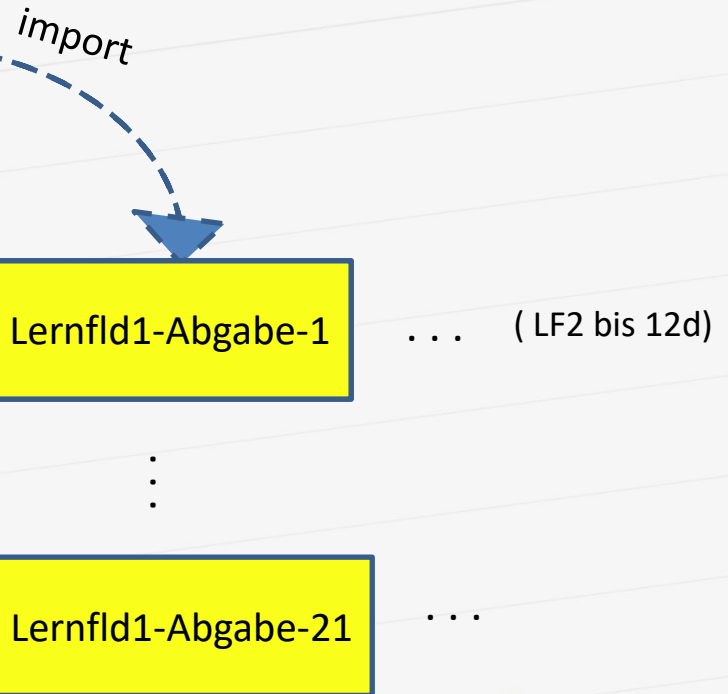 import
Lernfld1-Abgabe-1 . . . ( LF2 bis 12d)
.
.
.
Lernfld1-Abgabe-21 . . .